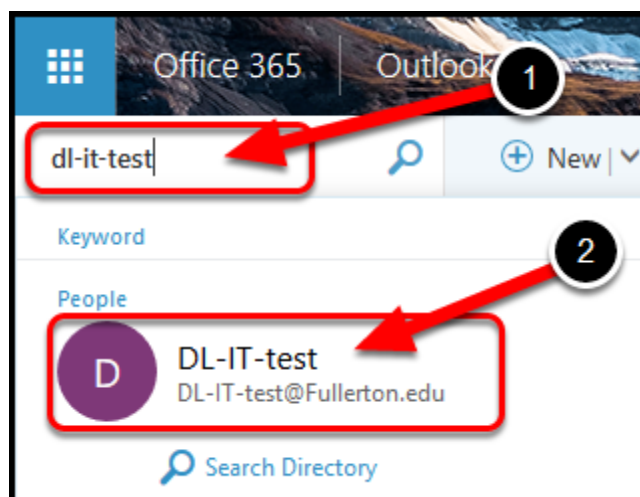 Office 365 Outlook
1
dl-it-test
New
Keyword
2
People
D
DL-IT-test
DL-IT-test@Fullerton.edu
Search Directory